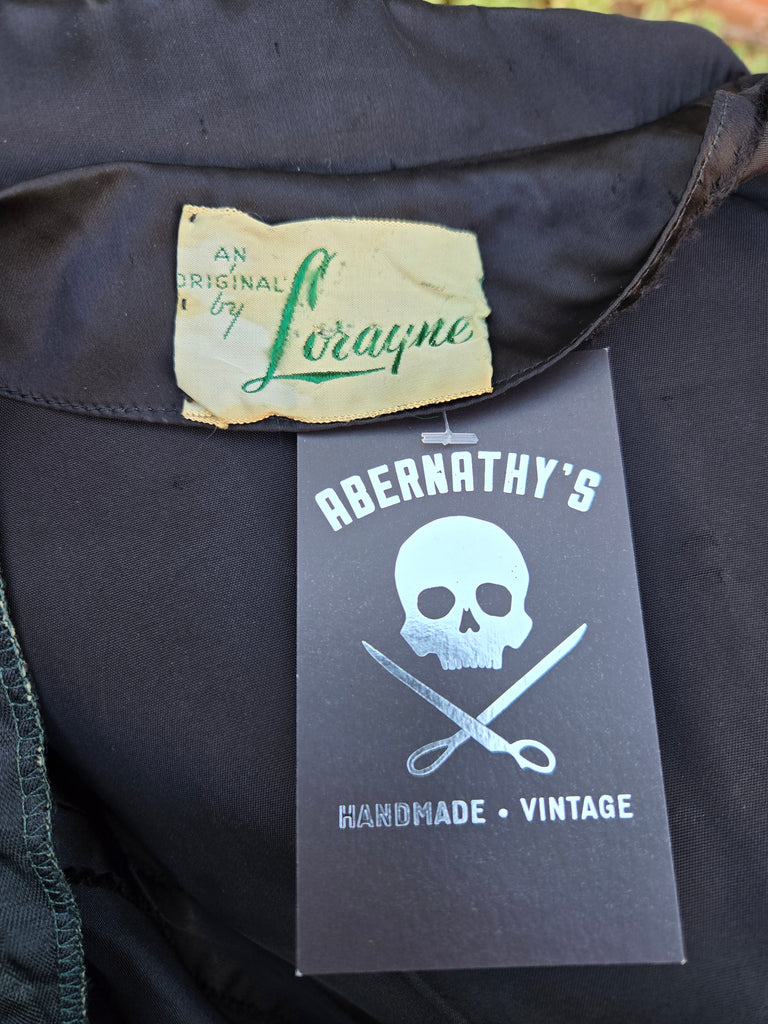 AN
ORIGINAL
by
Lorayne
ABERNATHY'S
HANDMADE • VINTAGE